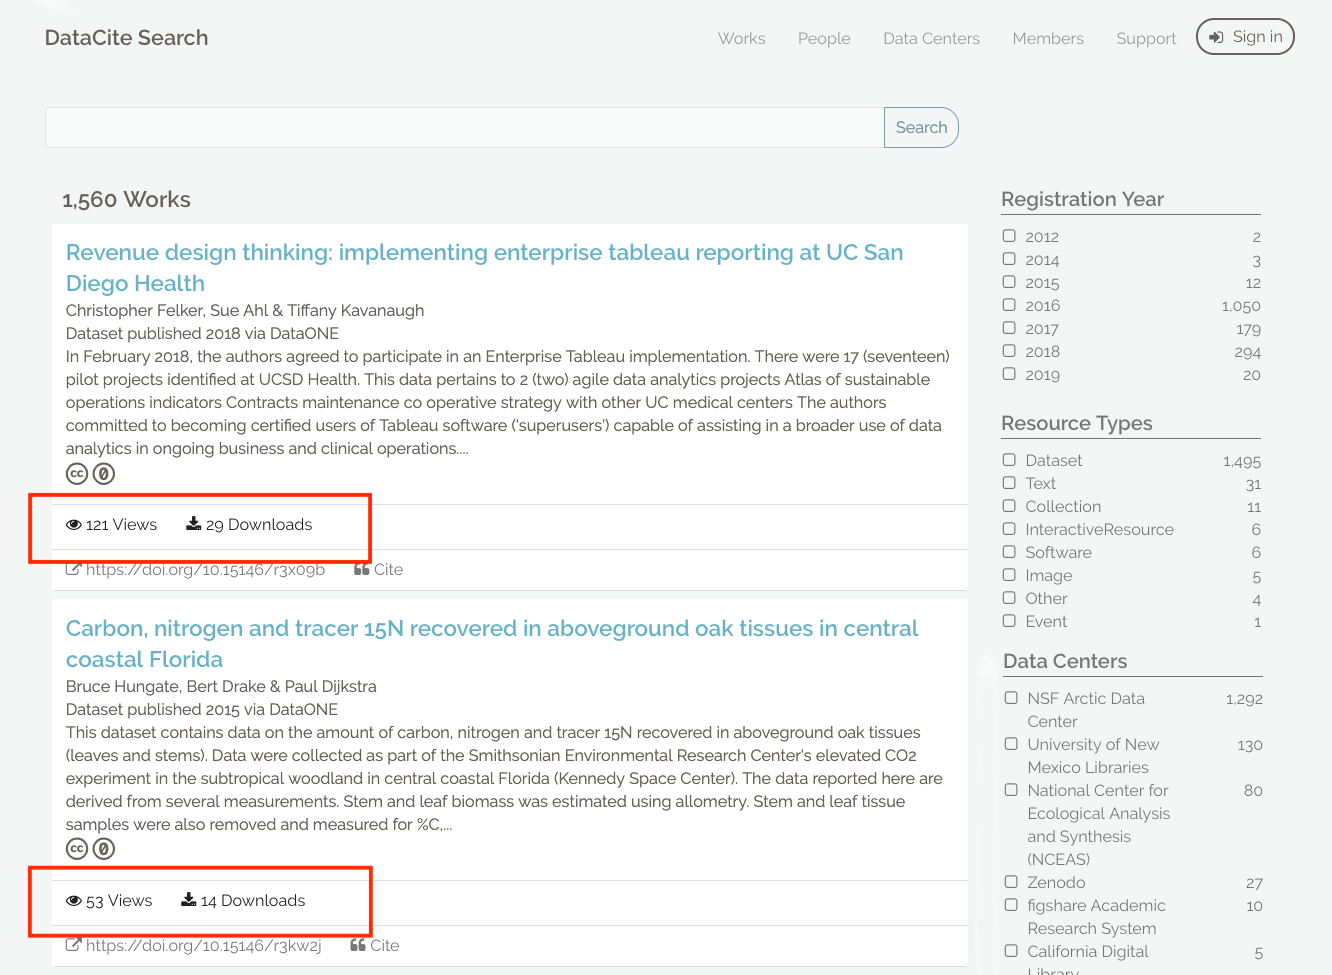 DataCite Search
Works People Data Centers Members Support Sign in
Search
1,560 Works
Revenue design thinking: implementing enterprise tableau reporting at UC San
Diego Health
Christopher Felker, Sue Ahl & Tiffany Kavanaugh
Dataset published 2018 via DataONE
In February 2018, the authors agreed to participate in an Enterprise Tableau implementation. There were 17 (seventeen)
pilot projects identified at UCSD Health. This data pertains to 2 (two) agile data analytics projects Atlas of sustainable
operations indicators Contracts maintenance co operative strategy with other UC medical centers The authors
committed to becoming certified users of Tableau software ('superusers') capable of assisting in a broader use of data
analytics in ongoing business and clinical operations....
cc 0
121 Views 29 Downloads
https://doi.org/10.15146/r3x09b Cite
Carbon, nitrogen and tracer 15N recovered in aboveground oak tissues in central
coastal Florida
Bruce Hungate, Bert Drake & Paul Dijkstra
Dataset published 2015 via DataONE
This dataset contains data on the amount of carbon, nitrogen and tracer 15N recovered in aboveground oak tissues
(leaves and stems). Data were collected as part of the Smithsonian Environmental Research Center's elevated CO2
experiment in the subtropical woodland in central coastal Florida (Kennedy Space Center). The data reported here are
derived from several measurements. Stem and leaf biomass was estimated using allometry. Stem and leaf tissue
samples were also removed and measured for %C,...
cc 0
53 Views 14 Downloads
https://doi.org/10.15146/r3kw2j Cite
Registration Year
2012 2
2014 3
2015 12
2016 1,050
2017 179
2018 294
2019 20
Resource Types
Dataset 1,495
Text 31
Collection 11
InteractiveResource 6
Software 6
Image 5
Other 4
Event 1
Data Centers
NSF Arctic Data 1,292
Center
University of New 130
Mexico Libraries
National Center for 80
Ecological Analysis
and Synthesis
(NCEAS)
Zenodo 27
figshare Academic 10
Research System
California Digital 5
Library